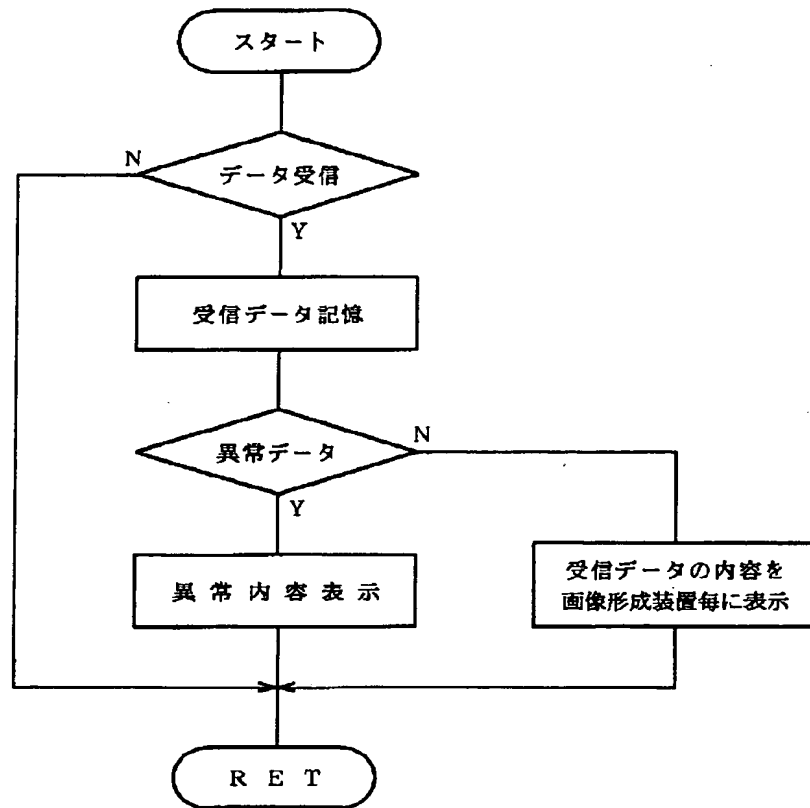 スタート
N
データ受信
Y
受信データ記憶
異常データ
N
Y
異常内容表示
受信データの内容を
画像形成装置毎に表示
RET